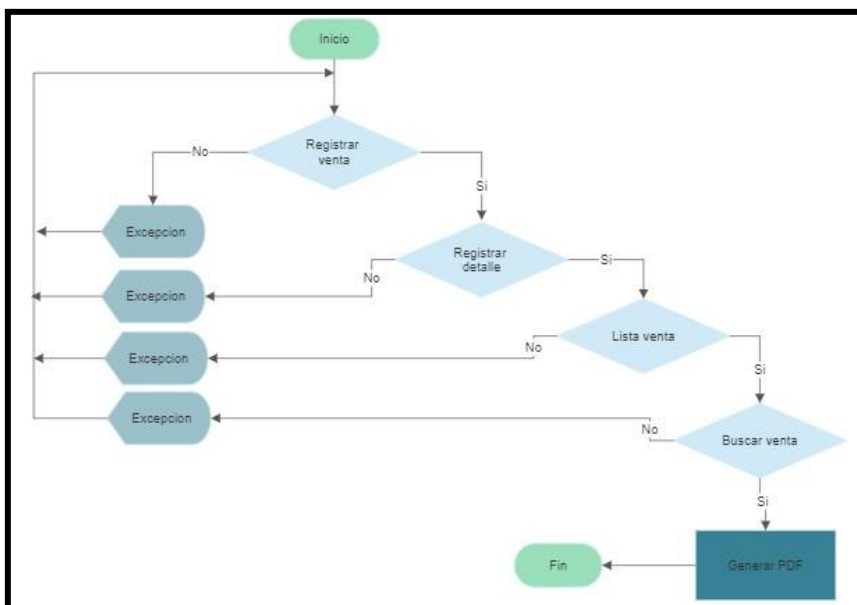 Inicio
Registrar
venta
No
Si
Excepcion
Registrar
detalle
No
Si
Excepcion
Lista venta
No
Si
Excepcion
Buscar venta
No
Si
Excepcion
Generar PDF
Fin